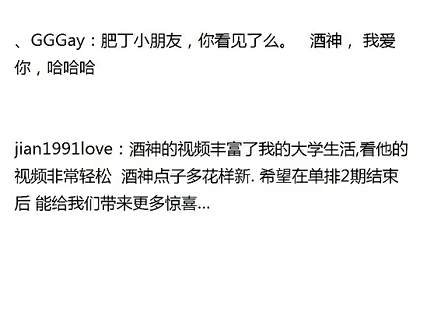 、GGGay：肥丁小朋友，你看见了么。 酒神， 我爱
你，哈哈哈
jian1991love：酒神的视频丰富了我的大学生活,看他的
视频非常轻松 酒神点子多花样新. 希望在单排2期结束
后 能给我们带来更多惊喜...